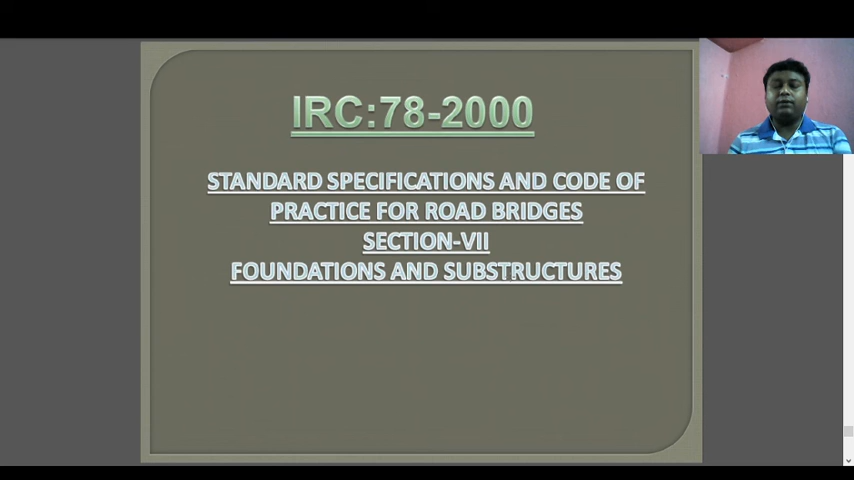 IRC:78-2000
STANDARD SPECIFICATIONS AND CODE OF
PRACTICE FOR ROAD BRIDGES
SECTION-VII
FOUNDATIONS AND SUBSTRUCTURES